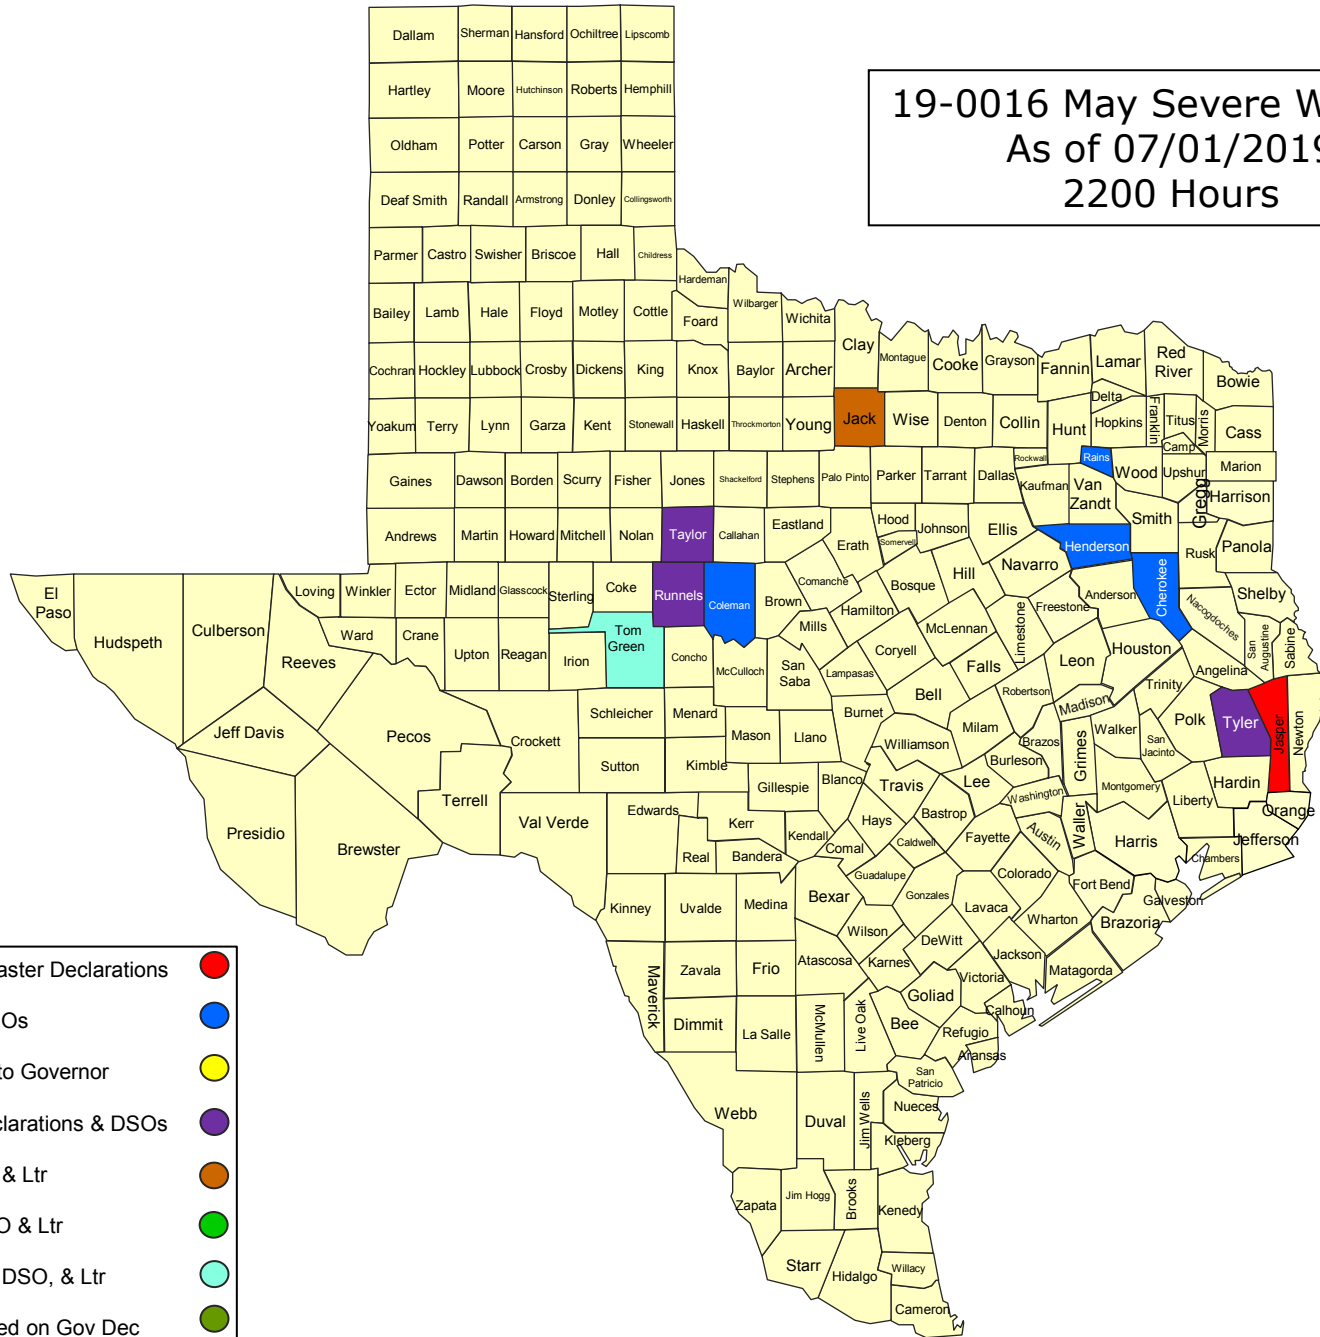 19-0016 May Severe W
As of 07/01/2019
2200 Hours
Dallam Sherman Hansford Ochiltree Lipscomb
Hartley Moore Hutchinson Roberts Hemphill
Oldham Potter Carson Gray Wheeler
Deaf Smith Randall Armstrong Donley Collingsworth
Parmer Castro Swisher Briscoe Hall Childress
Hardeman
Bailey Lamb Hale Floyd Motley Cottle Foard Wilbarger Wichita
Clay Montague Cooke Grayson Fannin Lamar Red
River Bowie
Cochran Hockley Lubbock Crosby Dickens King Knox Baylor Archer
Delta
Yoakum Terry Lynn Garza Kent Stonewall Haskell Throckmorton Young Jack Wise Denton Collin Hunt Hopkins Franklin Titus Morris Cass
Camp
Rockwall Rains
Gaines Dawson Borden Scurry Fisher Jones Shackelford Stephens Palo Pinto Parker Tarrant Dallas Kaufman Van
Zandt Wood Upshur Marion
Gregg Harrison
Andrews Martin Howard Mitchell Nolan Taylor Callahan Eastland Erath Hood Somervell Johnson Ellis Henderson Smith Rusk Panola
El
Paso Hudspeth Culberson Loving Winkler Ector Midland Glasscock Sterling Coke Runnels Coleman Brown Comanche Hamilton Bosque Hill Navarro Freestone Anderson Cherokee Nacogdoches Shelby
Reeves Ward Crane Upton Reagan Irion Tom
Green Concho McCulloch San
Saba Mills Lampasas Coryell McLennan Limestone Falls Leon Houston Angelina San
Augustine Sabine
Jeff Davis Pecos Crockett Schleicher Menard Mason Llano Burnet Bell Milam Robertson Madison Trinity Polk Tyler Jasper Newton
Presidio Brewster Terrell Sutton Kimble Gillespie Blanco Williamson Travis Lee Burleson Brazos Grimes Walker San
Jacinto Hardin
Val Verde Edwards Kerr Kendall Hays Bastrop Washington Waller Montgomery Liberty Orange
Real Bandera Comal Caldwell Fayette Austin Harris Jefferson
Chambers
Kinney Uvalde Medina Bexar Guadalupe Gonzales Lavaca Colorado Fort Bend Galveston
Wilson DeWitt Wharton Brazoria
Maverick Zavala Frio Atascosa Karnes Goliad Victoria Jackson Matagorda
Dimmit La Salle McMullen Live Oak Bee Refugio Calhoun
Aransas
San
Patricio
Webb Duval Jim Wells Nueces
Kleberg
Zapata Jim Hogg Brooks Kenedy
Starr Hidalgo Willacy
Cameron
aster Declarations
Os
to Governor
clarations & DSOs
& Ltr
O & Ltr
DSO, & Ltr
ed on Gov Dec